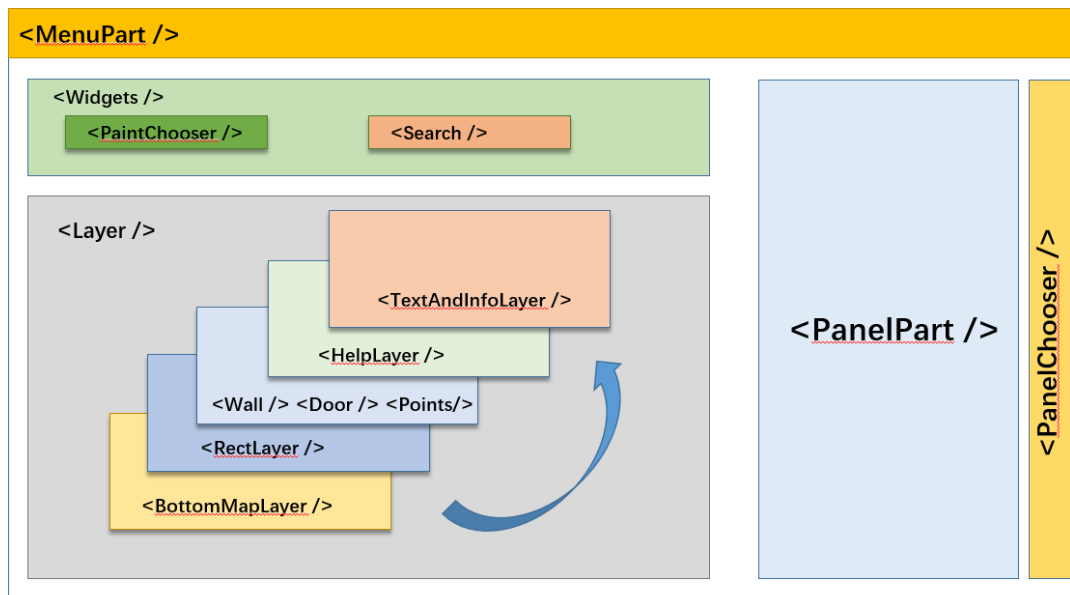 <MenuPart />
<Widgets />
<PaintChooser />
<Search />
<Layer />
<TextAndInfoLayer />
<HelpLayer />
<Wall /> <Door /> <Points/>
<RectLayer />
<BottomMapLayer />
<PanelPart />
<PanelChooser />